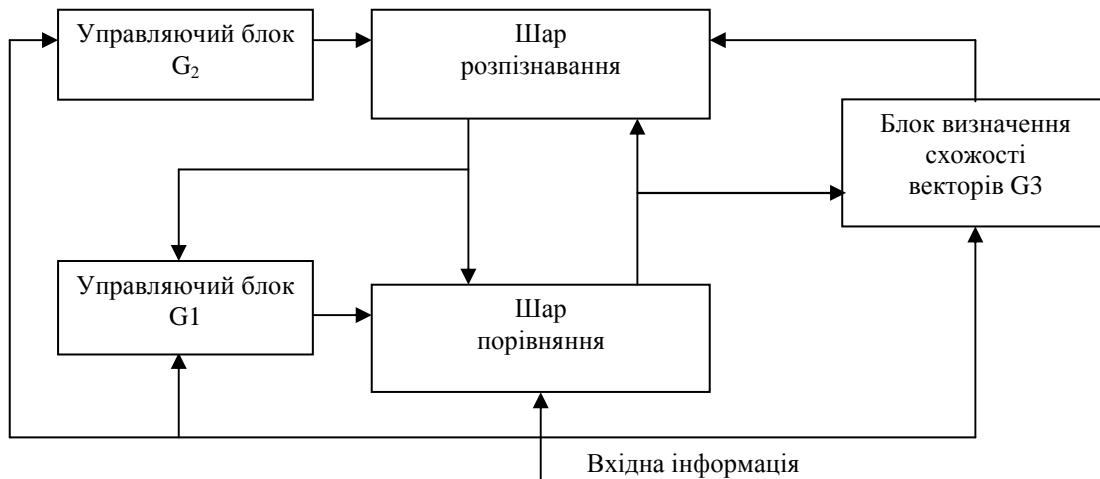 Управляючий блок
G2
Шар
розпізнавання
Блок визначення
схожості
векторів G3
Управляючий блок
G1
Шар
порівняння
Вхідна інформація